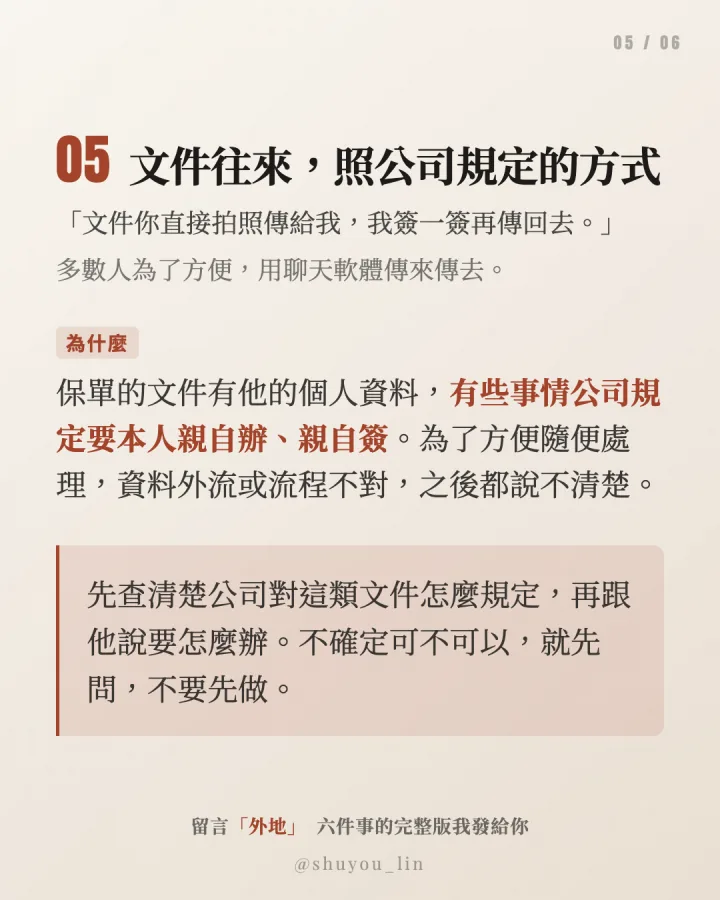 05 / 06
05 文件往來，照公司規定的方式
「文件你直接拍照傳給我，我簽一簽再傳回去。」
多數人為了方便，用聊天軟體傳來傳去。
為什麼
保單的文件有他的個人資料，有些事情公司規
定要本人親自辦、親自簽。為了方便隨便處
理，資料外流或流程不對，之後都說不清楚。
先查清楚公司對這類文件怎麼規定，再跟
他說要怎麼辦。不確定可不可以，就先
問，不要先做。
留言「外地」 六件事的完整版我發給你
@shuyou_lin